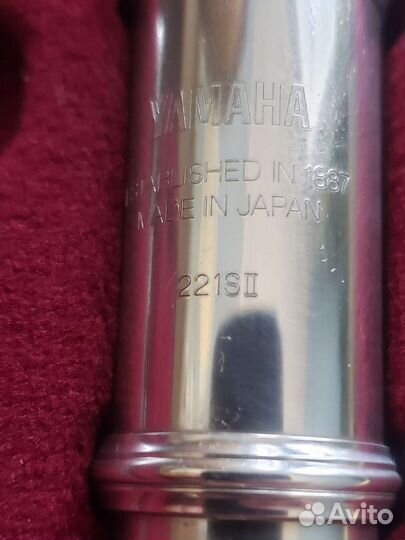 YAMAHA
ESTABLISHED IN 1887
MADE IN JAPAN
221SII
Avito